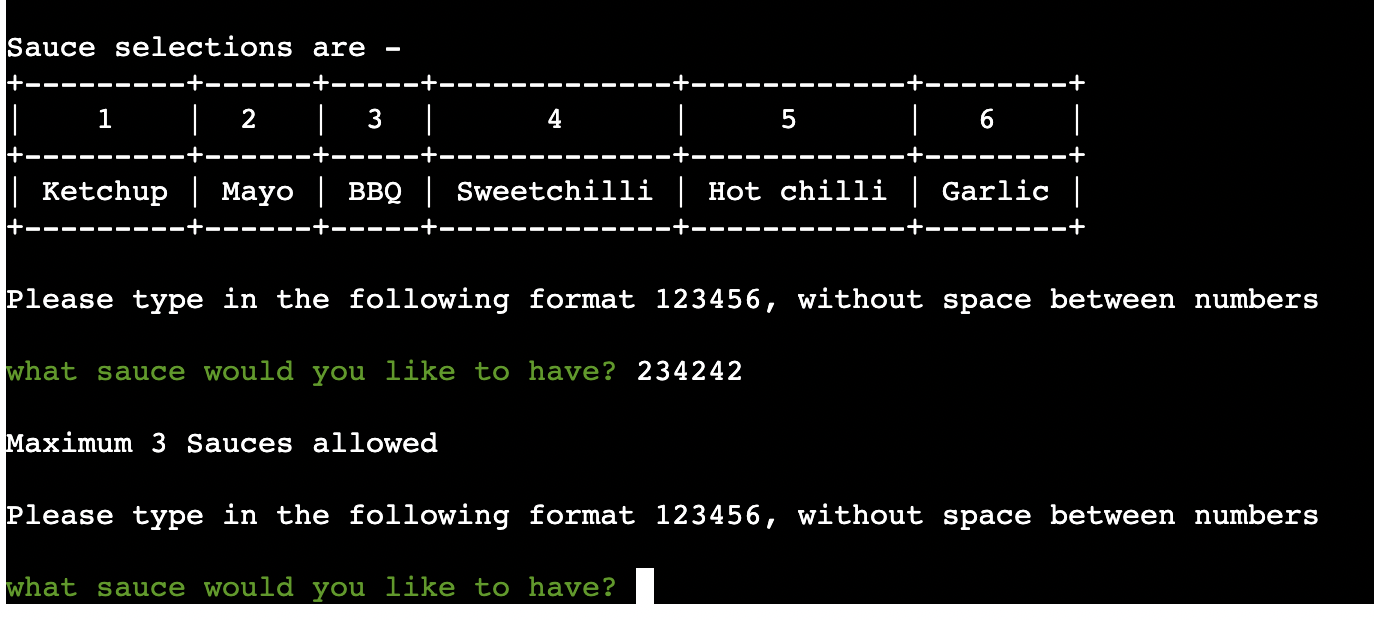 Sauce selections are -
+---------+------+-----+-------------+------------+--------+
|    1    |  2   |  3  |      4      |     5      |   6    |
+---------+------+-----+-------------+------------+--------+
| Ketchup | Mayo | BBQ | Sweetchilli | Hot chilli | Garlic |
+---------+------+-----+-------------+------------+--------+
Please type in the following format 123456, without space between numbers
what sauce would you like to have? 234242
Maximum 3 Sauces allowed
Please type in the following format 123456, without space between numbers
what sauce would you like to have?